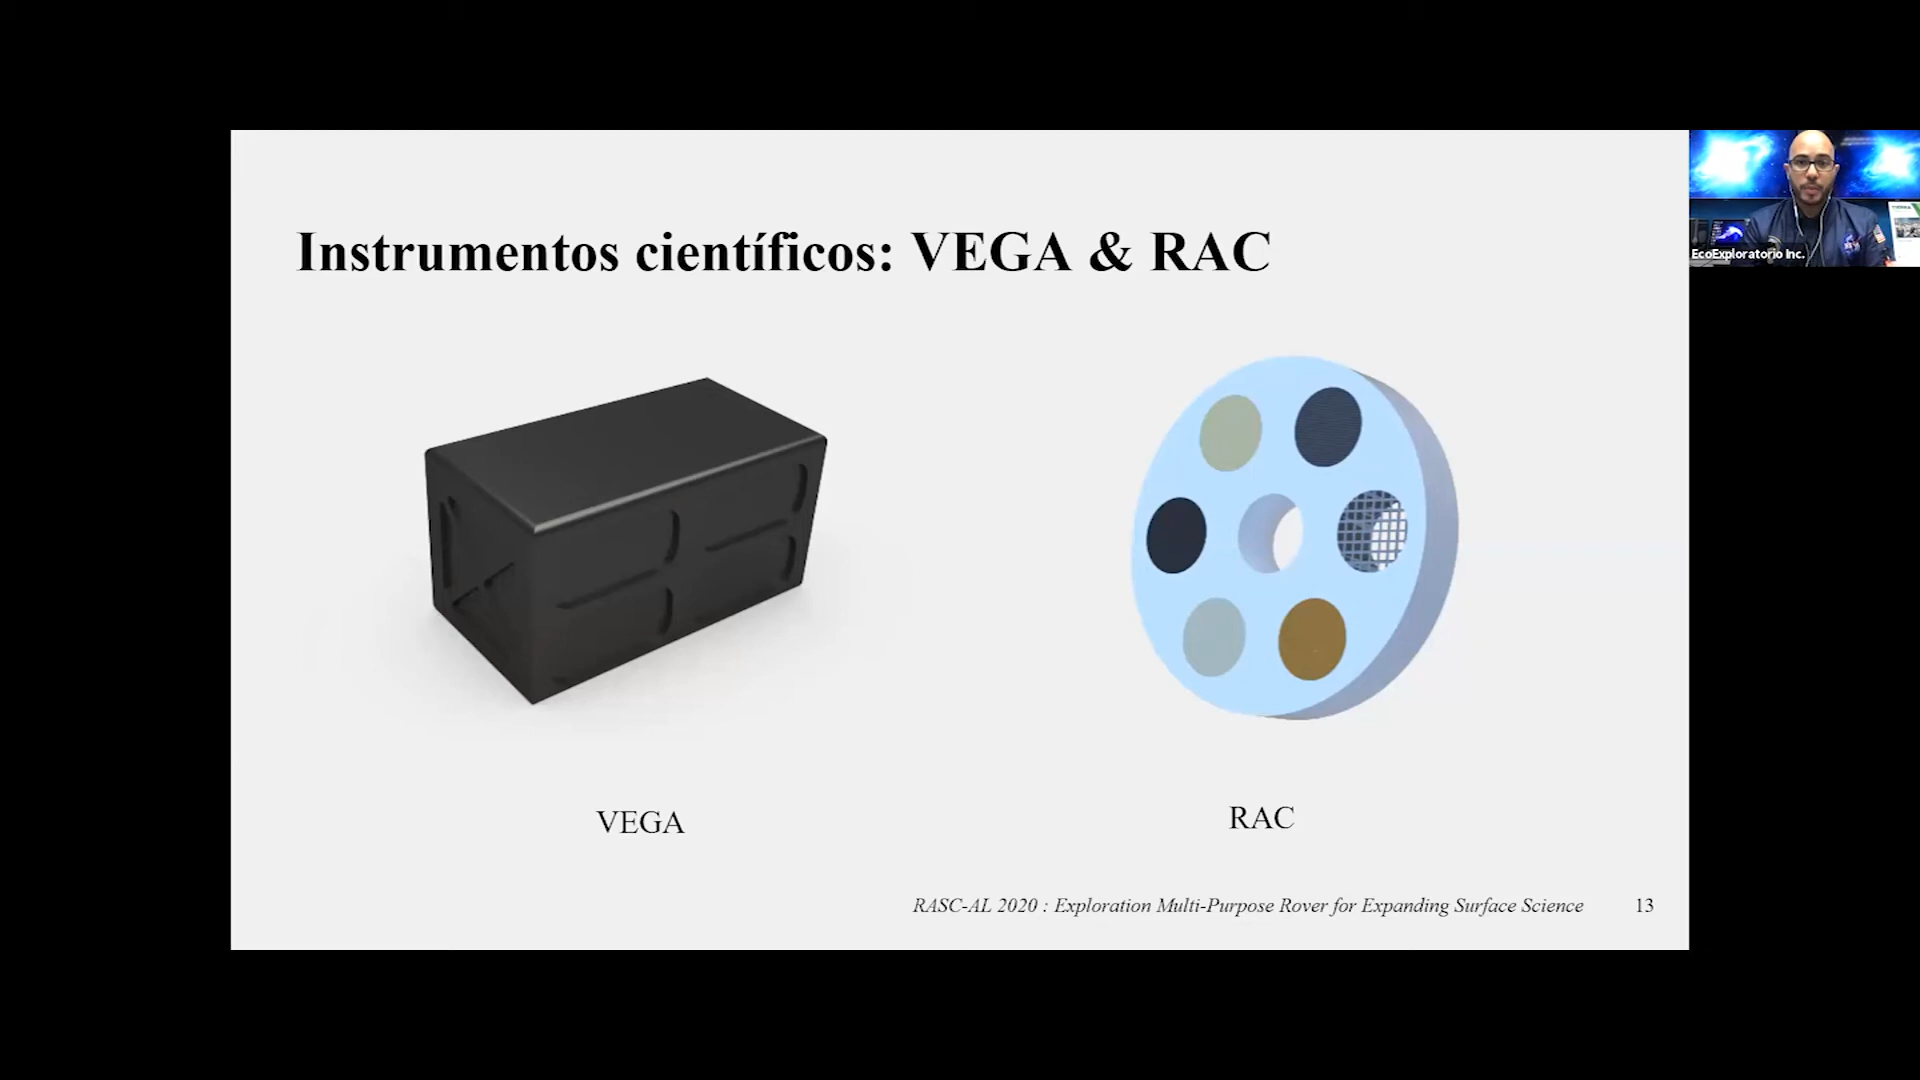 Instrumentos científicos: VEGA & RAC
EcoExploratorio Inc.
VEGA
RAC
RASC-AL 2020 : Exploration Multi-Purpose Rover for Expanding Surface Science
13